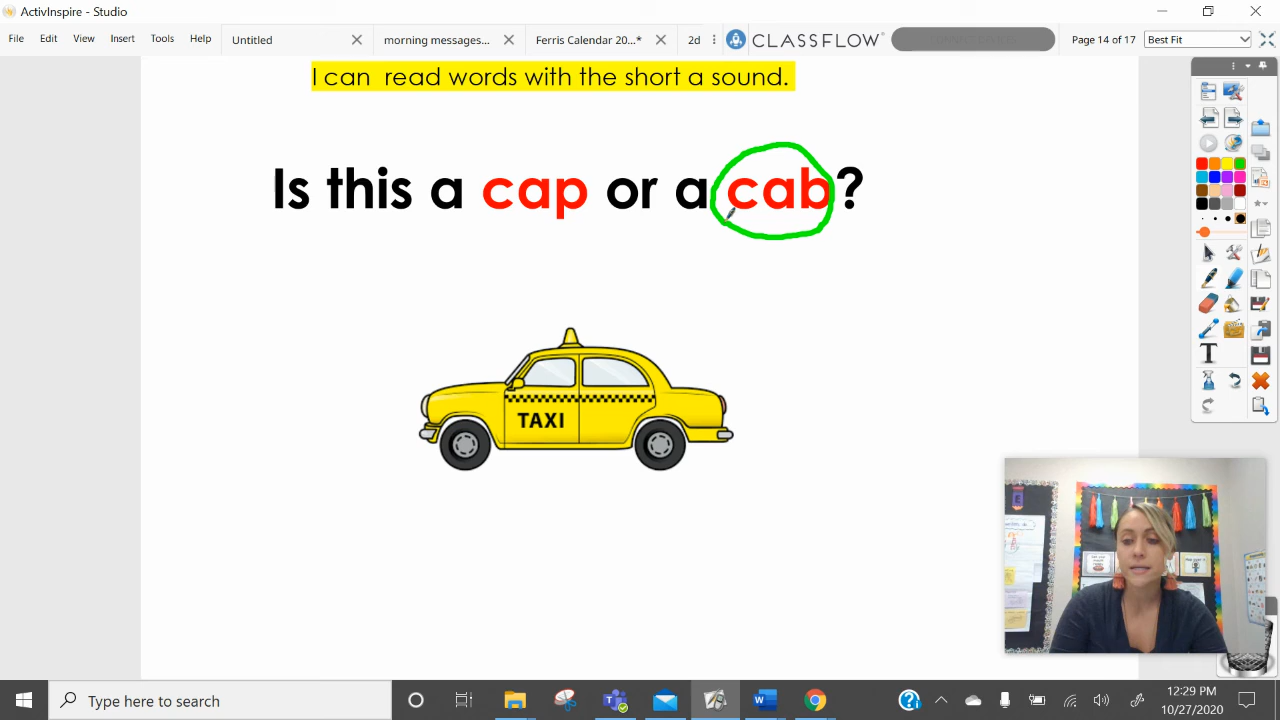 ActivInspire - Studio
File Edit View Insert Tools Help
Untitled morning messages... Ferris Calendar 20...* 2d CLASSFLOW Page 14 of 17 Best Fit
I can read words with the short a sound.
Is this a cap or a cab?
TAXI
Type here to search
12:29 PM
10/27/2020